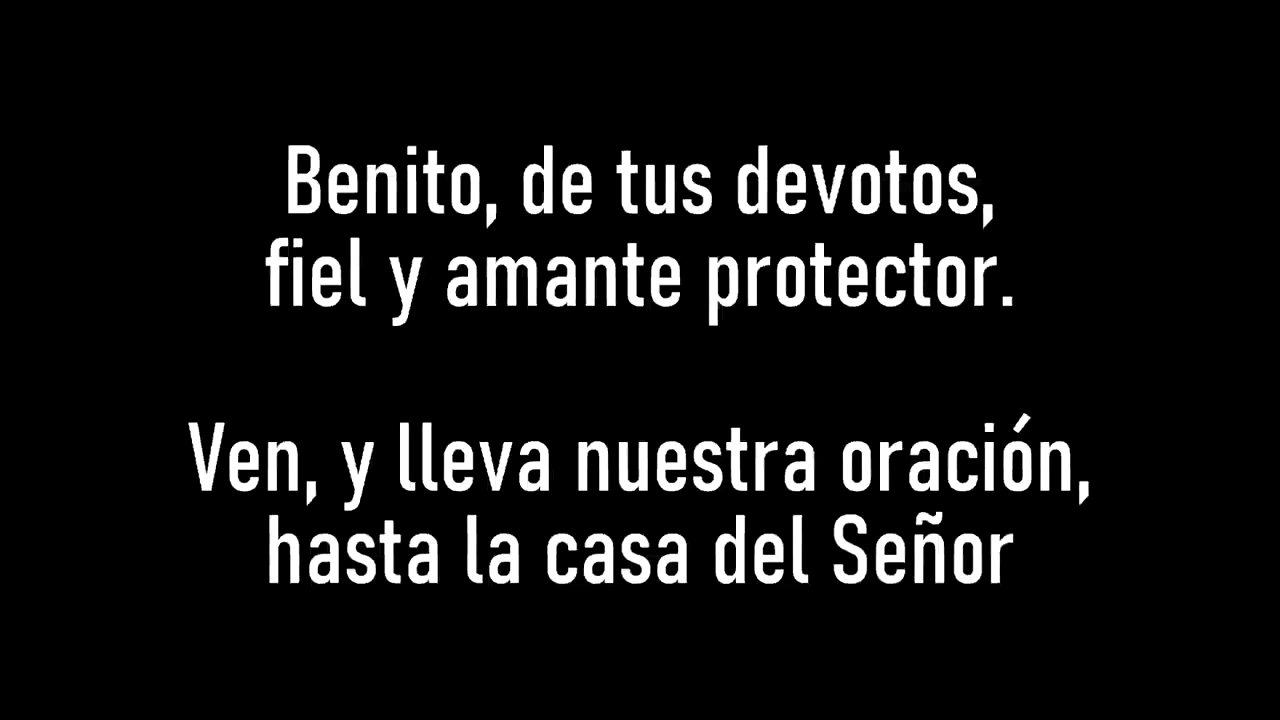 Benito, de tus devotos,
fiel y amante protector.
Ven, y lleva nuestra oración,
hasta la casa del Señor